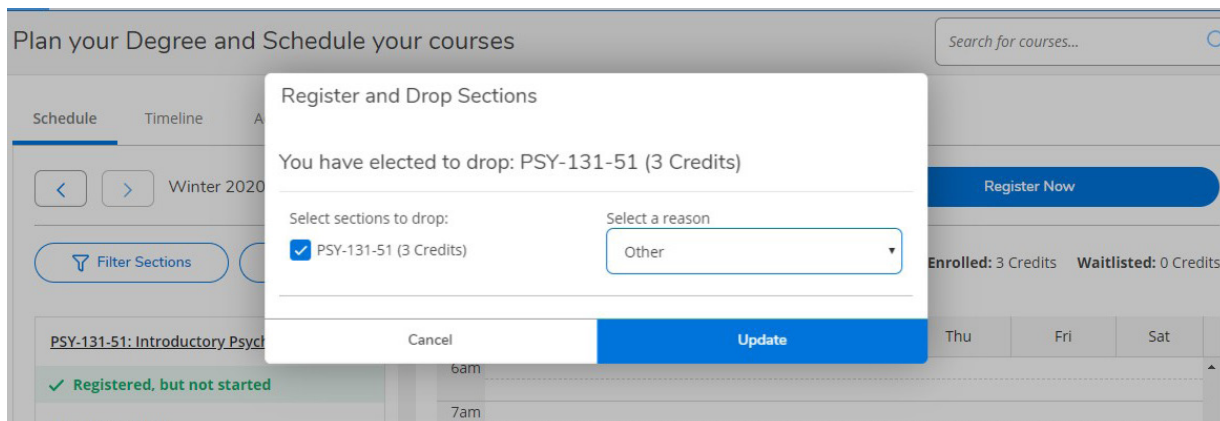 Plan your Degree and Schedule your courses
Search for courses...
Register and Drop Sections
Schedule
Timeline
You have elected to drop: PSY-131-51 (3 Credits)
Winter 2020
Register Now
Select sections to drop:
Select a reason
PSY-131-51 (3 Credits)
Other
Filter Sections
Enrolled: 3 Credits Waitlisted: 0 Credits
Cancel
Update
PSY-131-51: Introductory
Thu
Fri
Sat
Registered, but not started
6am
7am